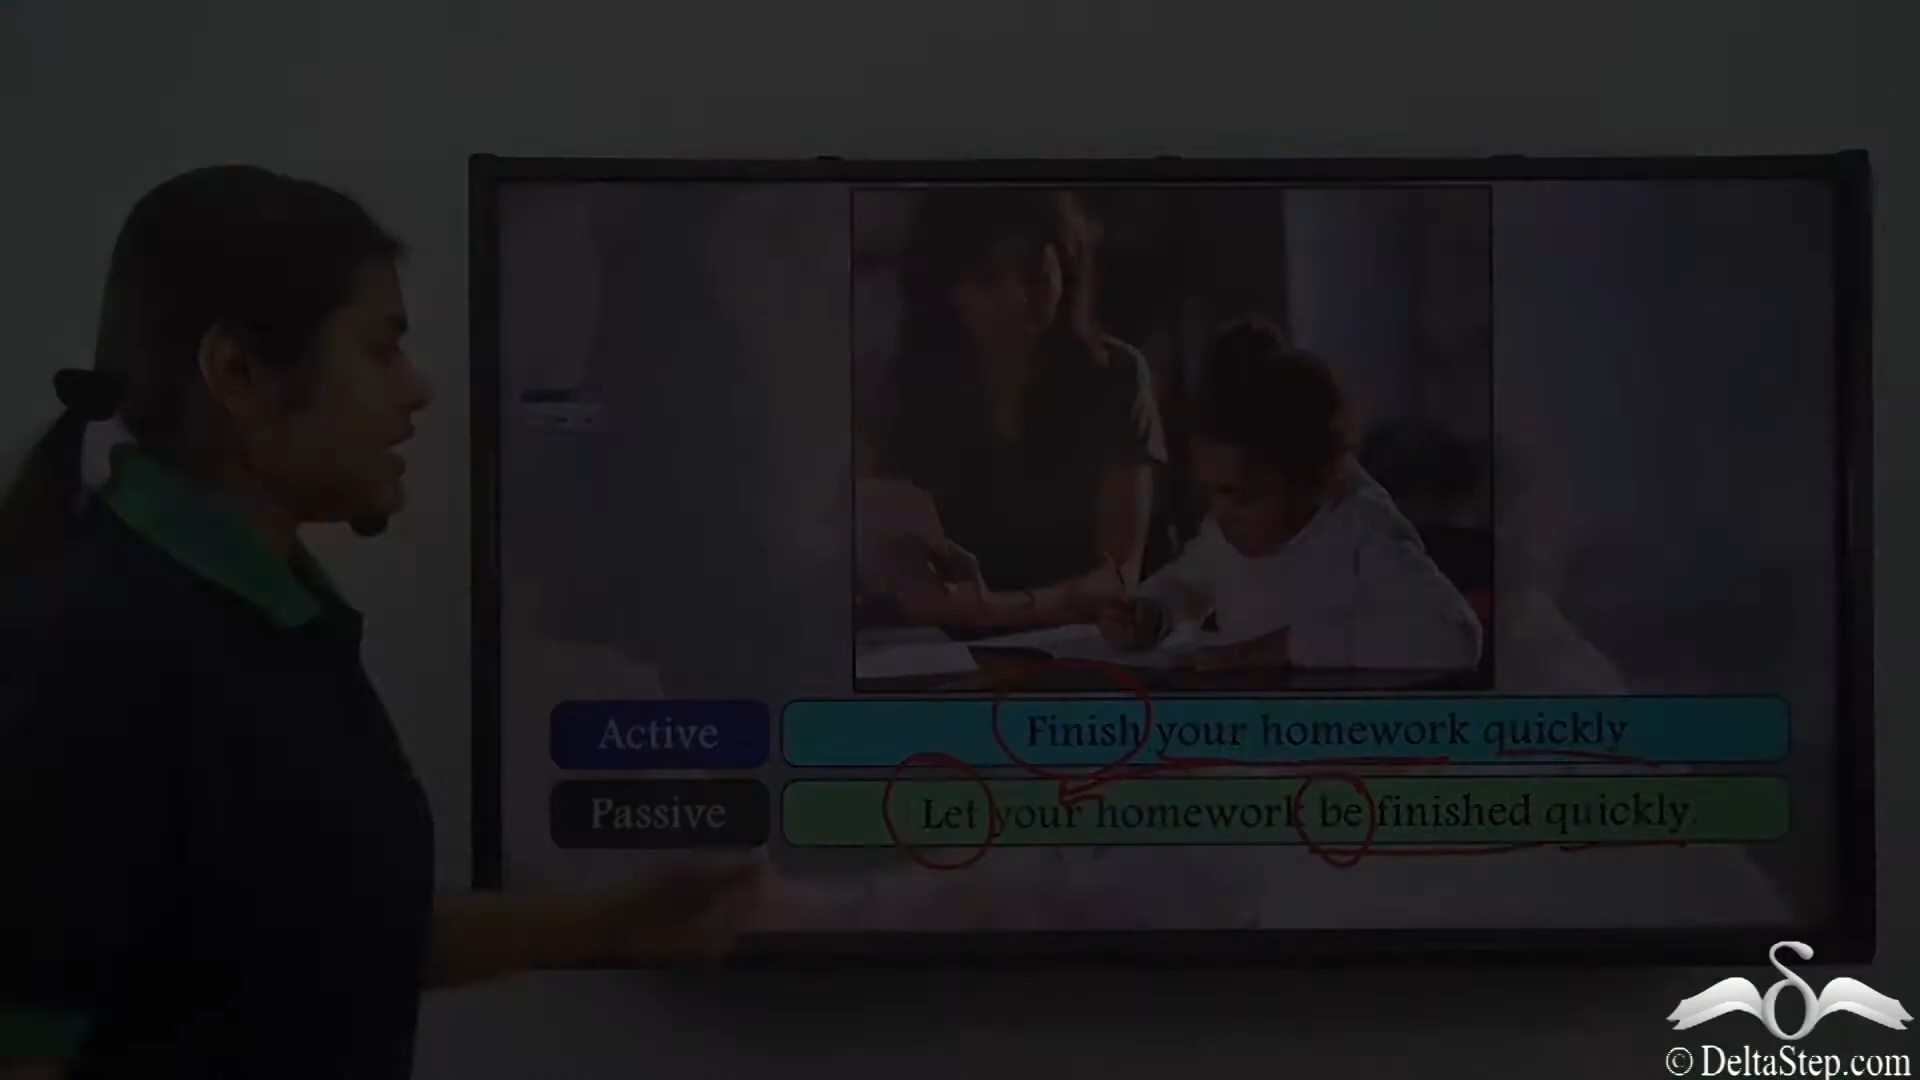 Active
Finish your homework quickly
Passive
Let your homework be finished quickly.
© DeltaStep.com